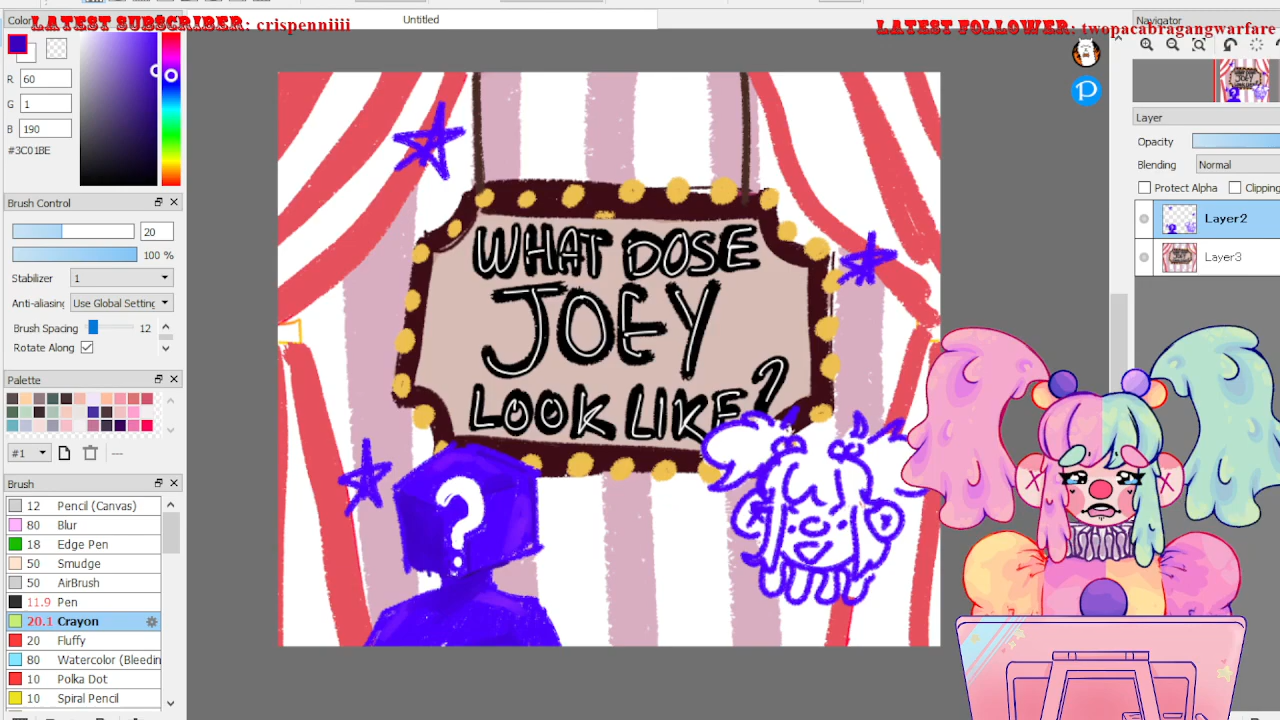 Untitled
LATEST SUBSCRIBER: crispenniiii
LATEST FOLLOWER: twopacabragangwarfare
Color
R 60
G 1
B 190
#3C01BE
Brush Control
20
100 %
Stabilizer 1
Anti-aliasing Use Global Setting
Brush Spacing 12
Rotate Along
Palette
#1
Brush
12 Pencil (Canvas)
80 Blur
18 Edge Pen
50 Smudge
50 AirBrush
11.9 Pen
20.1 Crayon
20 Fluffy
80 Watercolor (Bleedin
10 Polka Dot
10 Spiral Pencil
WHAT DOSE
JOEY
LOOK LIKE?
?
P
Navigator
Layer
Opacity
Blending Normal
Protect Alpha Clipping
Layer2
Layer3